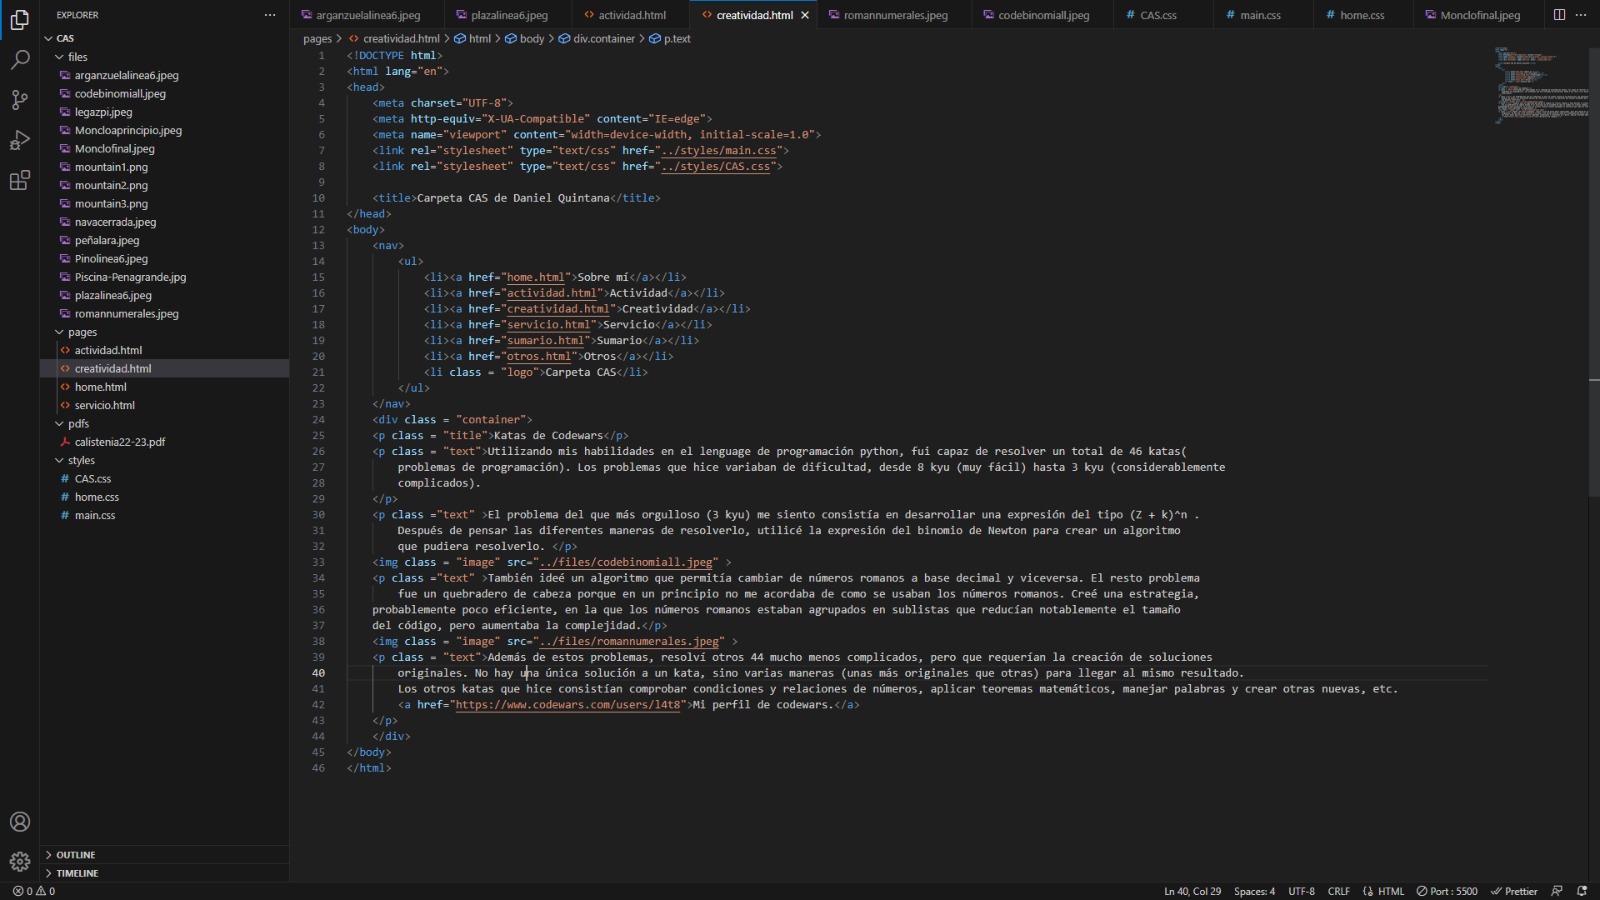 EXPLORER
CAS
files
arganzuelalinea6.jpeg
codebinomiall.jpeg
legazpi.jpeg
Moncloaprincipio.jpeg
Monclofinal.jpeg
mountain1.png
mountain2.png
mountain3.png
navacerrada.jpeg
peñalara.jpeg
Pinolinea6.jpeg
Piscina-Penagrande.jpg
plazalinea6.jpeg
romannumerales.jpeg
pages
actividad.html
creatividad.html
home.html
servicio.html
pdfs
calistenia22-23.pdf
styles
CAS.css
home.css
main.css
OUTLINE
TIMELINE
arganzuelalinea6.jpeg plazalinea6.jpeg actividad.html creatividad.html romannumerales.jpeg codebinomiall.jpeg CAS.css main.css home.css Monclofinal.jpeg
pages > creatividad.html > html > body > div.container > p.text
1 <!DOCTYPE html>
2 <html lang="en">
3 <head>
4 <meta charset="UTF-8">
5 <meta http-equiv="X-UA-Compatible" content="IE=edge">
6 <meta name="viewport" content="width=device-width, initial-scale=1.0">
7 <link rel="stylesheet" type="text/css" href="../styles/main.css">
8 <link rel="stylesheet" type="text/css" href="../styles/CAS.css">
9
10 <title>Carpeta CAS de Daniel Quintana</title>
11 </head>
12 <body>
13 <nav>
14 <ul>
15 <li><a href="home.html">Sobre mí</a></li>
16 <li><a href="actividad.html">Actividad</a></li>
17 <li><a href="creatividad.html">Creatividad</a></li>
18 <li><a href="servicio.html">Servicio</a></li>
19 <li><a href="sumario.html">Sumario</a></li>
20 <li><a href="otros.html">Otros</a></li>
21 <li class = "logo">Carpeta CAS</li>
22 </ul>
23 </nav>
24 <div class = "container">
25 <p class = "title">Katas de Codewars</p>
26 <p class = "text">Utilizando mis habilidades en el lenguage de programación python, fui capaz de resolver un total de 46 katas(
27 problemas de programación). Los problemas que hice variaban de dificultad, desde 8 kyu (muy fácil) hasta 3 kyu (considerablemente
28 complicados).
29 </p>
30 <p class ="text" >El problema del que más orgulloso (3 kyu) me siento consistía en desarrollar una expresión del tipo (Z + k)^n .
31 Después de pensar las diferentes maneras de resolverlo, utilicé la expresión del binomio de Newton para crear un algoritmo
32 que pudiera resolverlo. </p>
33 <img class = "image" src="../files/codebinomiall.jpeg" >
34 <p class ="text" >También ideé un algoritmo que permitía cambiar de números romanos a base decimal y viceversa. El resto problema
35 fue un quebradero de cabeza porque en un principio no me acordaba de como se usaban los números romanos. Creé una estrategia,
36 probablemente poco eficiente, en la que los números romanos estaban agrupados en sublistas que reducían notablemente el tamaño
37 del código, pero aumentaba la complejidad.</p>
38 <img class = "image" src="../files/romannumerales.jpeg" >
39 <p class = "text">Además de estos problemas, resolví otros 44 mucho menos complicados, pero que requerían la creación de soluciones
40 originales. No hay una única solución a un kata, sino varias maneras (unas más originales que otras) para llegar al mismo resultado.
41 Los otros katas que hice consistían comprobar condiciones y relaciones de números, aplicar teoremas matemáticos, manejar palabras y crear otras nuevas, etc.
42 <a href="https://www.codewars.com/users/l4t8">Mi perfil de codewars.</a>
43 </p>
44 </div>
45 </body>
46 </html>
0 0 Ln 40, Col 29 Spaces: 4 UTF-8 CRLF HTML Port : 5500 Prettier